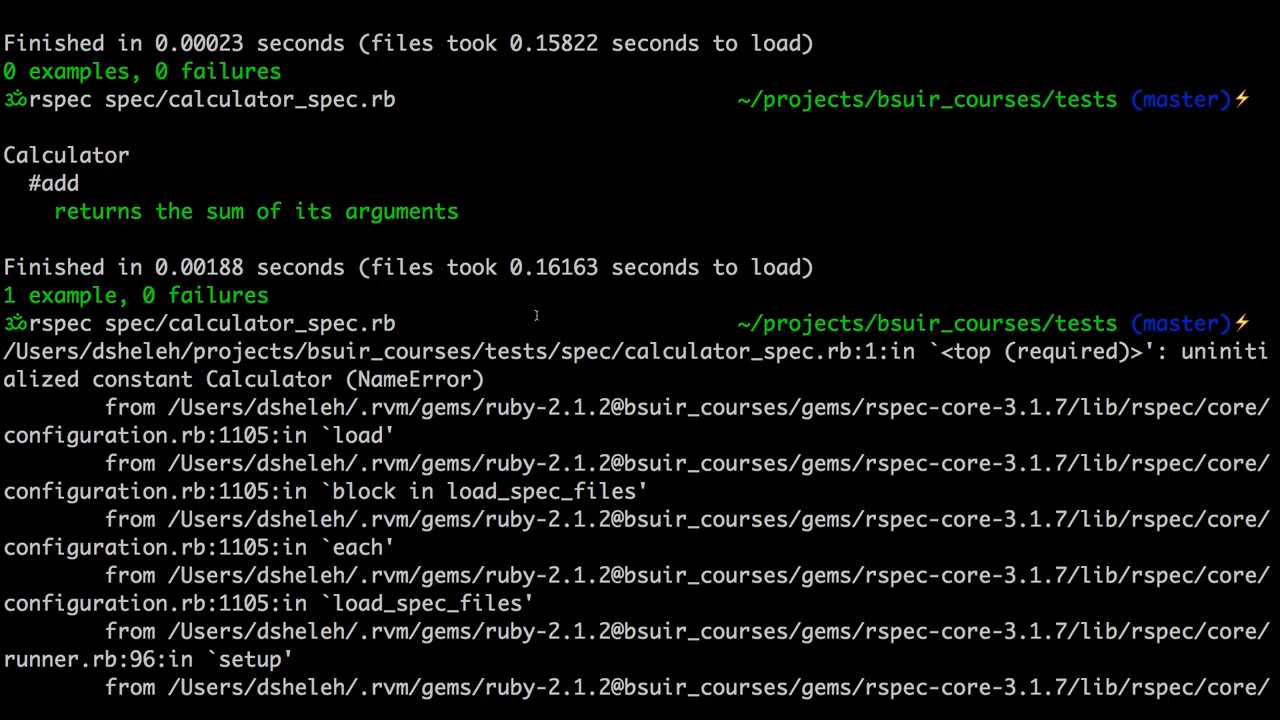 Finished in 0.00023 seconds (files took 0.15822 seconds to load)
0 examples, 0 failures
ॐrspec spec/calculator_spec.rb ~/projects/bsuir_courses/tests (master)⚡
Calculator
#add
returns the sum of its arguments
Finished in 0.00188 seconds (files took 0.16163 seconds to load)
1 example, 0 failures
ॐrspec spec/calculator_spec.rb ~/projects/bsuir_courses/tests (master)⚡
/Users/dsheleh/projects/bsuir_courses/tests/spec/calculator_spec.rb:1:in `<top (required)>': uniniti
alized constant Calculator (NameError)
from /Users/dsheleh/.rvm/gems/ruby-2.1.2@bsuir_courses/gems/rspec-core-3.1.7/lib/rspec/core/
configuration.rb:1105:in `load'
from /Users/dsheleh/.rvm/gems/ruby-2.1.2@bsuir_courses/gems/rspec-core-3.1.7/lib/rspec/core/
configuration.rb:1105:in `block in load_spec_files'
from /Users/dsheleh/.rvm/gems/ruby-2.1.2@bsuir_courses/gems/rspec-core-3.1.7/lib/rspec/core/
configuration.rb:1105:in `each'
from /Users/dsheleh/.rvm/gems/ruby-2.1.2@bsuir_courses/gems/rspec-core-3.1.7/lib/rspec/core/
configuration.rb:1105:in `load_spec_files'
from /Users/dsheleh/.rvm/gems/ruby-2.1.2@bsuir_courses/gems/rspec-core-3.1.7/lib/rspec/core/
runner.rb:96:in `setup'
from /Users/dsheleh/.rvm/gems/ruby-2.1.2@bsuir_courses/gems/rspec-core-3.1.7/lib/rspec/core/